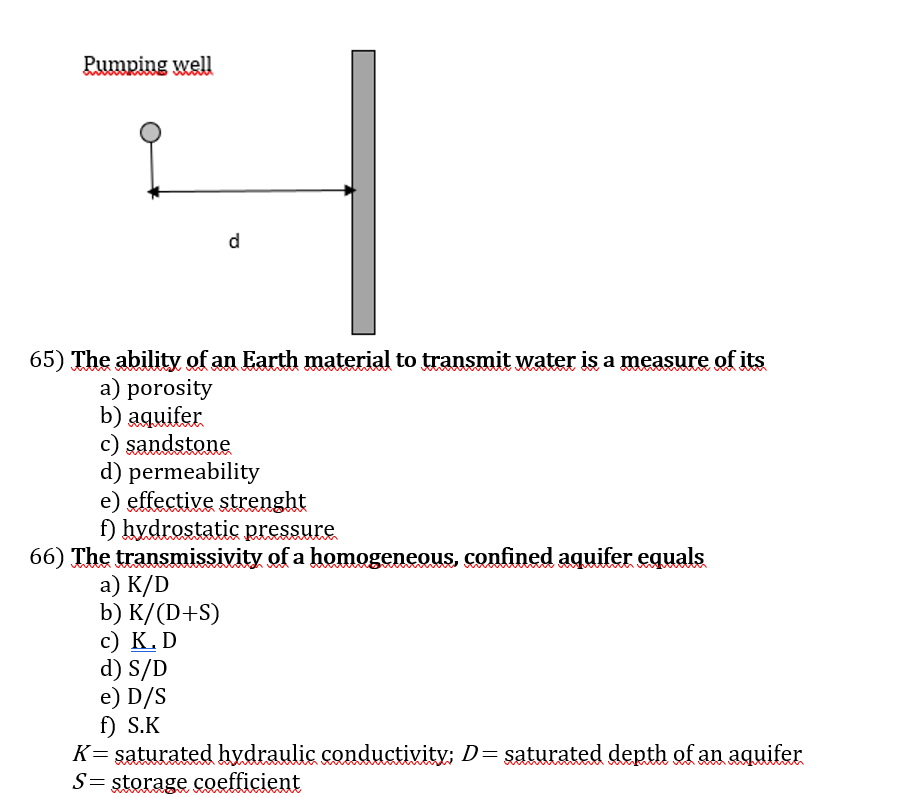 Pumping well
d
65) The ability of an Earth material to transmit water is a measure of its
a) porosity
b) aquifer
c) sandstone
d) permeability
e) effective strenght
f) hydrostatic pressure
66) The transmissivity of a homogeneous, confined aquifer equals
a) K/D
b) K/(D+S)
c) K. D
d) S/D
e) D/S
f) S.K
K= saturated hydraulic conductivity; D= saturated depth of an aquifer
S= storage coefficient